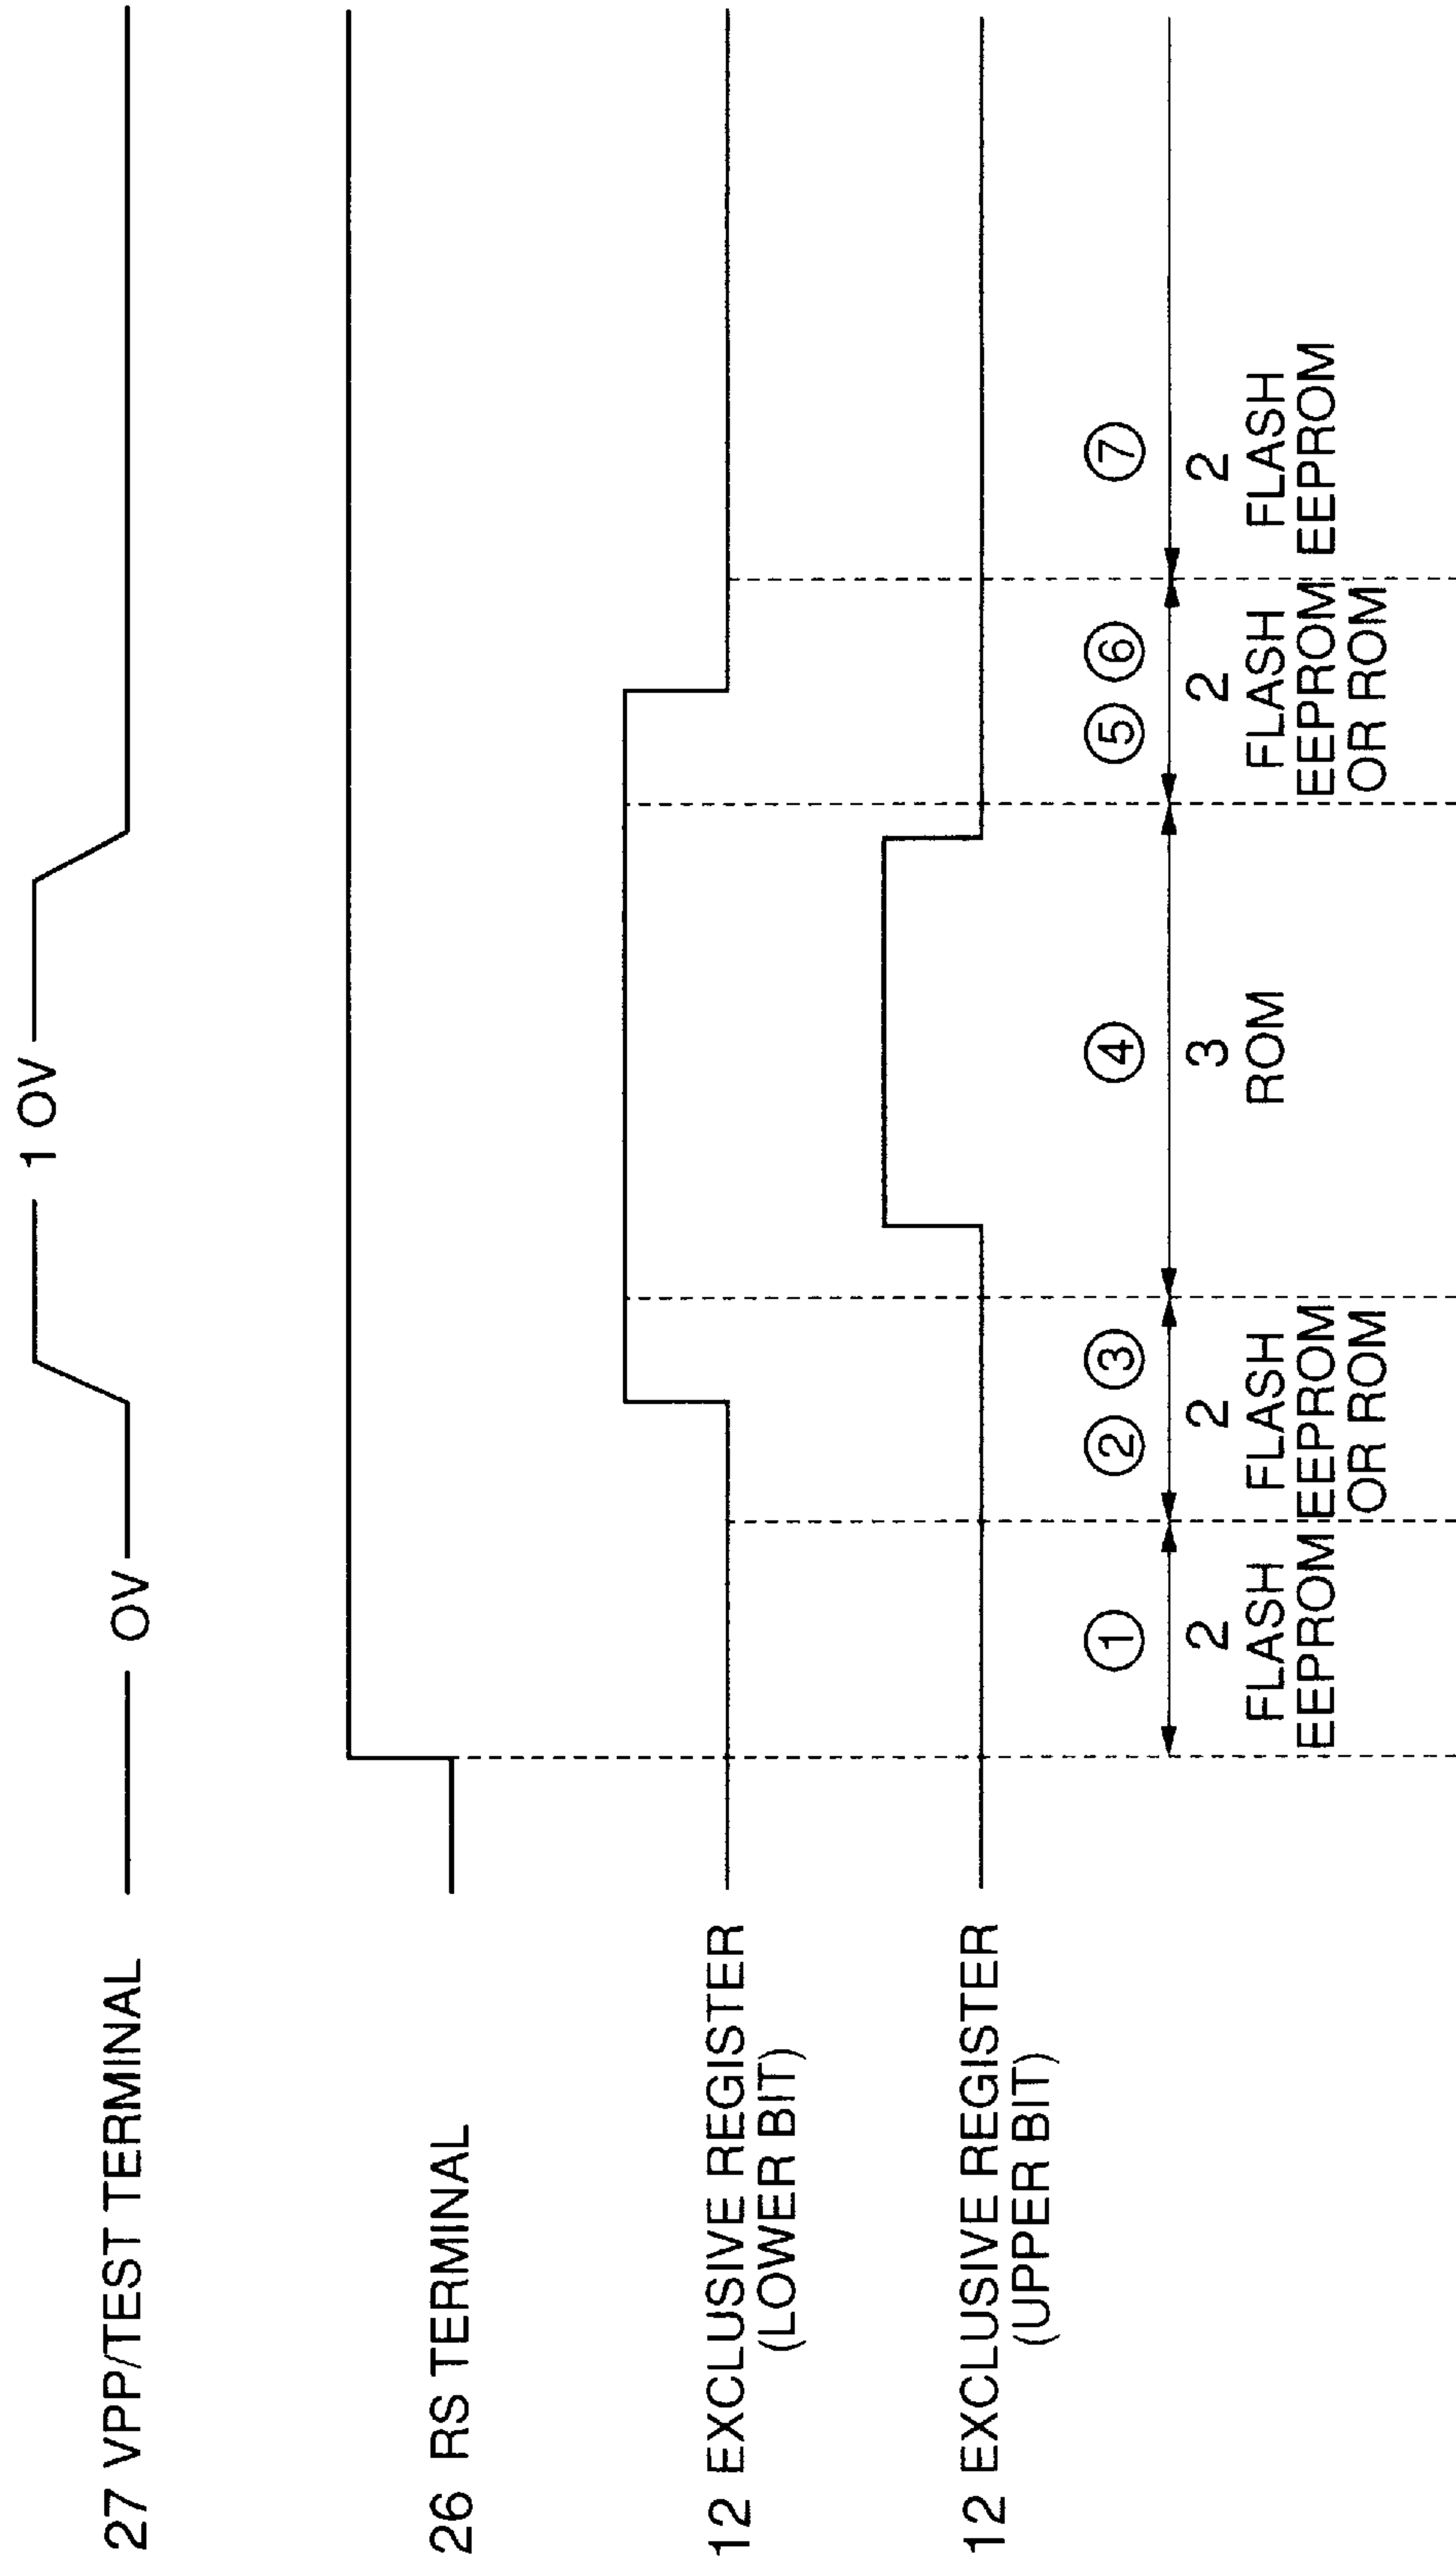 27 VPP/TEST TERMINAL
OV
1 OV
26 RS TERMINAL
12 EXCLUSIVE REGISTER
(LOWER BIT)
12 EXCLUSIVE REGISTER
(UPPER BIT)
①
② ③
④
⑤ ⑥
⑦
2
FLASH
EEPROM
2
FLASH
EEPROM
OR ROM
3
ROM
2
FLASH
EEPROM
OR ROM
2
FLASH
EEPROM